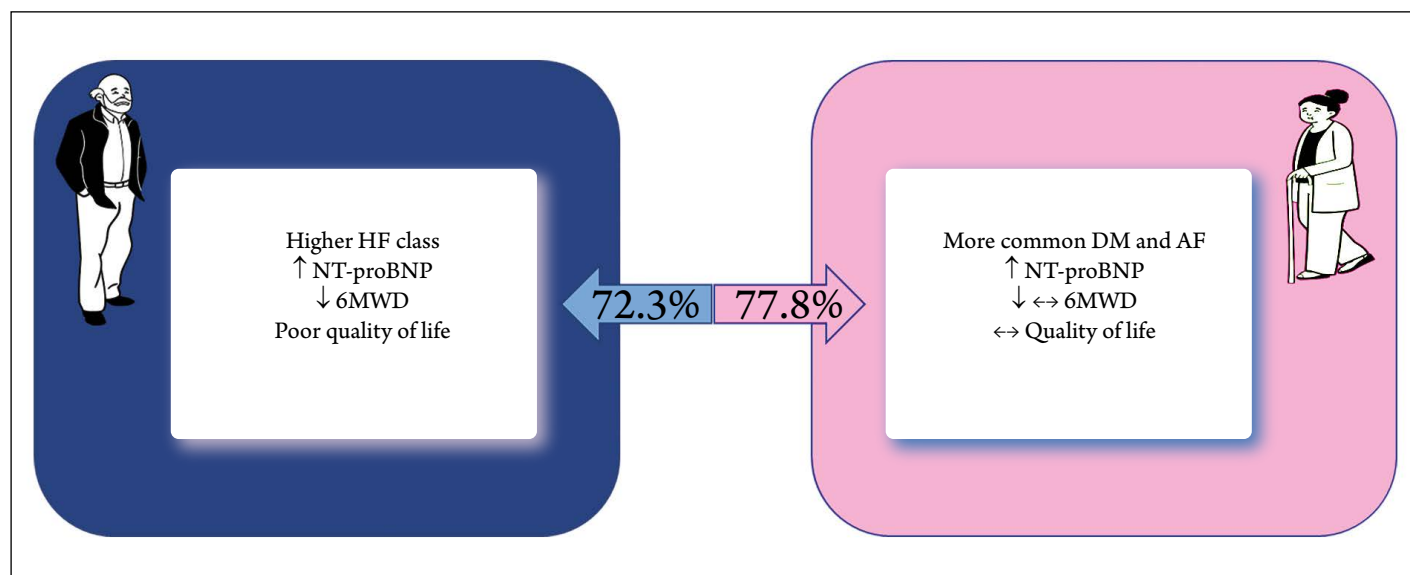 Higher HF class
↑ NT-proBNP
↓ 6MWD
Poor quality of life
72.3%
77.8%
More common DM and AF
↑ NT-proBNP
↓ ↔ 6MWD
↔ Quality of life